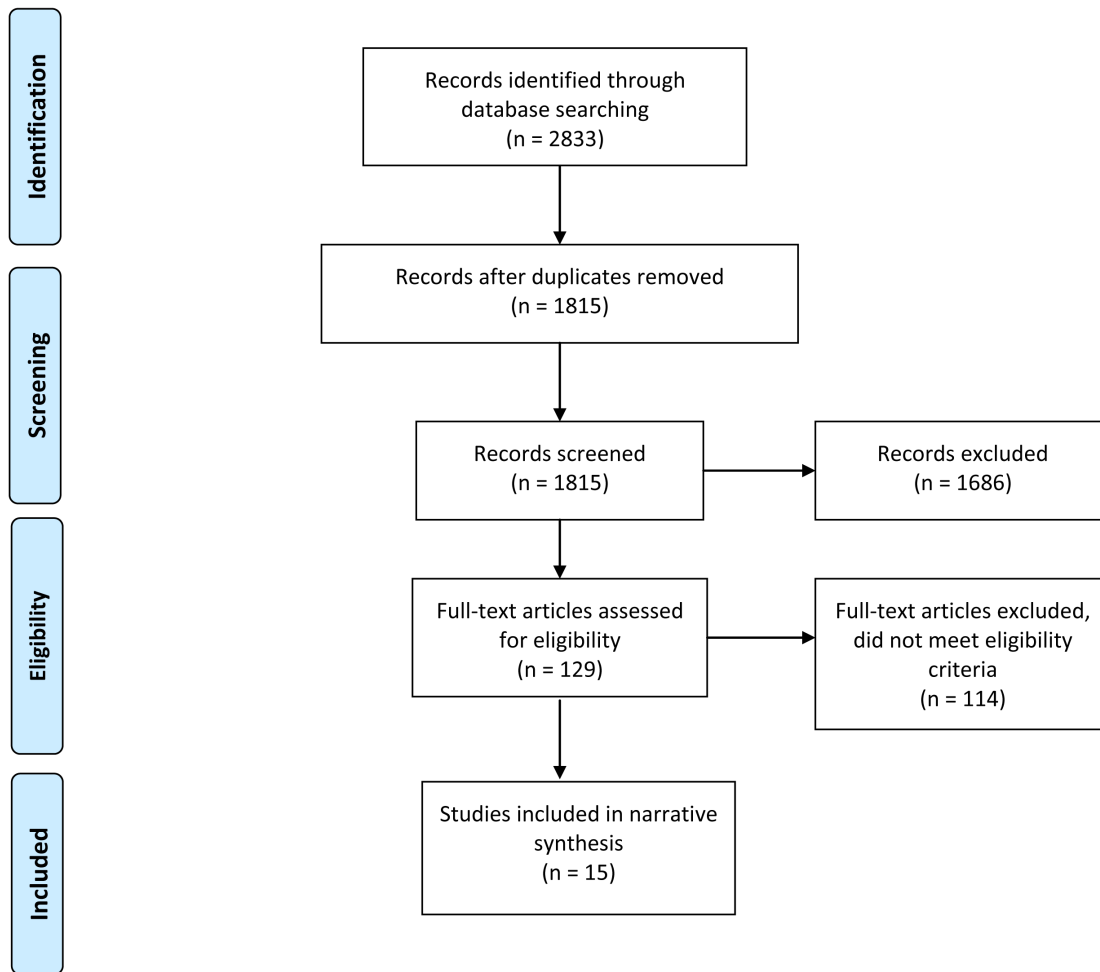 Identification
Records identified through
database searching
(n = 2833)
Records after duplicates removed
(n = 1815)
Screening
Records screened
(n = 1815)
Records excluded
(n = 1686)
Eligibility
Full-text articles assessed
for eligibility
(n = 129)
Full-text articles excluded,
did not meet eligibility
criteria
(n = 114)
Included
Studies included in narrative
synthesis
(n = 15)